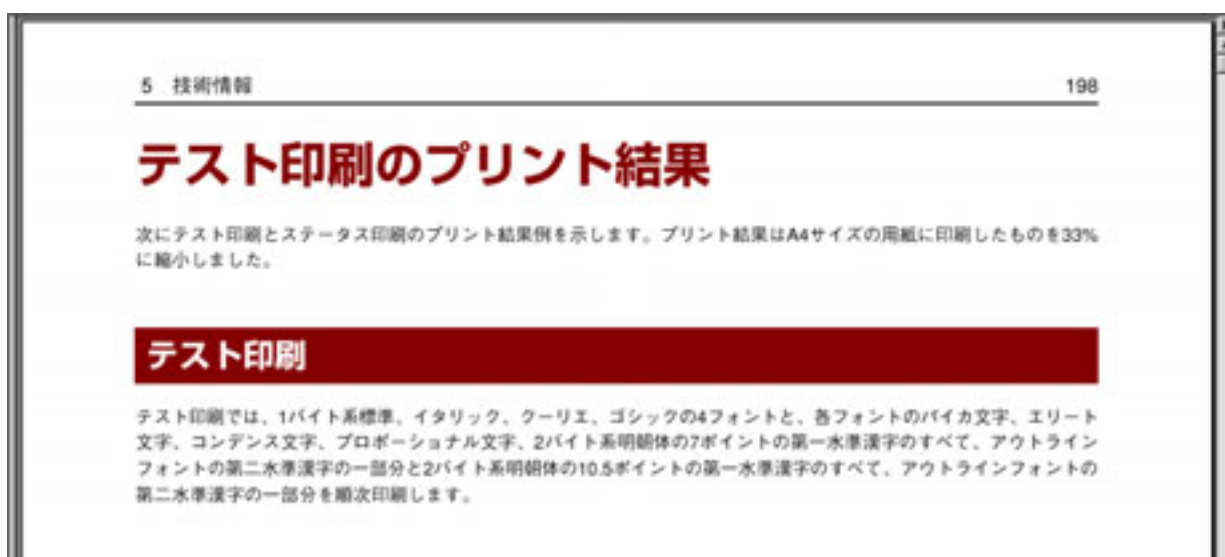 5 技術情報 198
テスト印刷のプリント結果
次にテスト印刷とステータス印刷のプリント結果例を示します。プリント結果はA4サイズの用紙に印刷したものを33%
に縮小しました。
テスト印刷
テスト印刷では、1バイト系標準、イタリック、クーリエ、ゴシックの4フォントと、各フォントのパイカ文字、エリート
文字、コンデンス文字、プロポーショナル文字、2バイト系明朝体の7ポイントの第一水準漢字のすべて、アウトライン
フォントの第二水準漢字の一部分と2バイト系明朝体の10.5ポイントの第一水準漢字のすべて、アウトラインフォントの
第二水準漢字の一部分を順次印刷します。